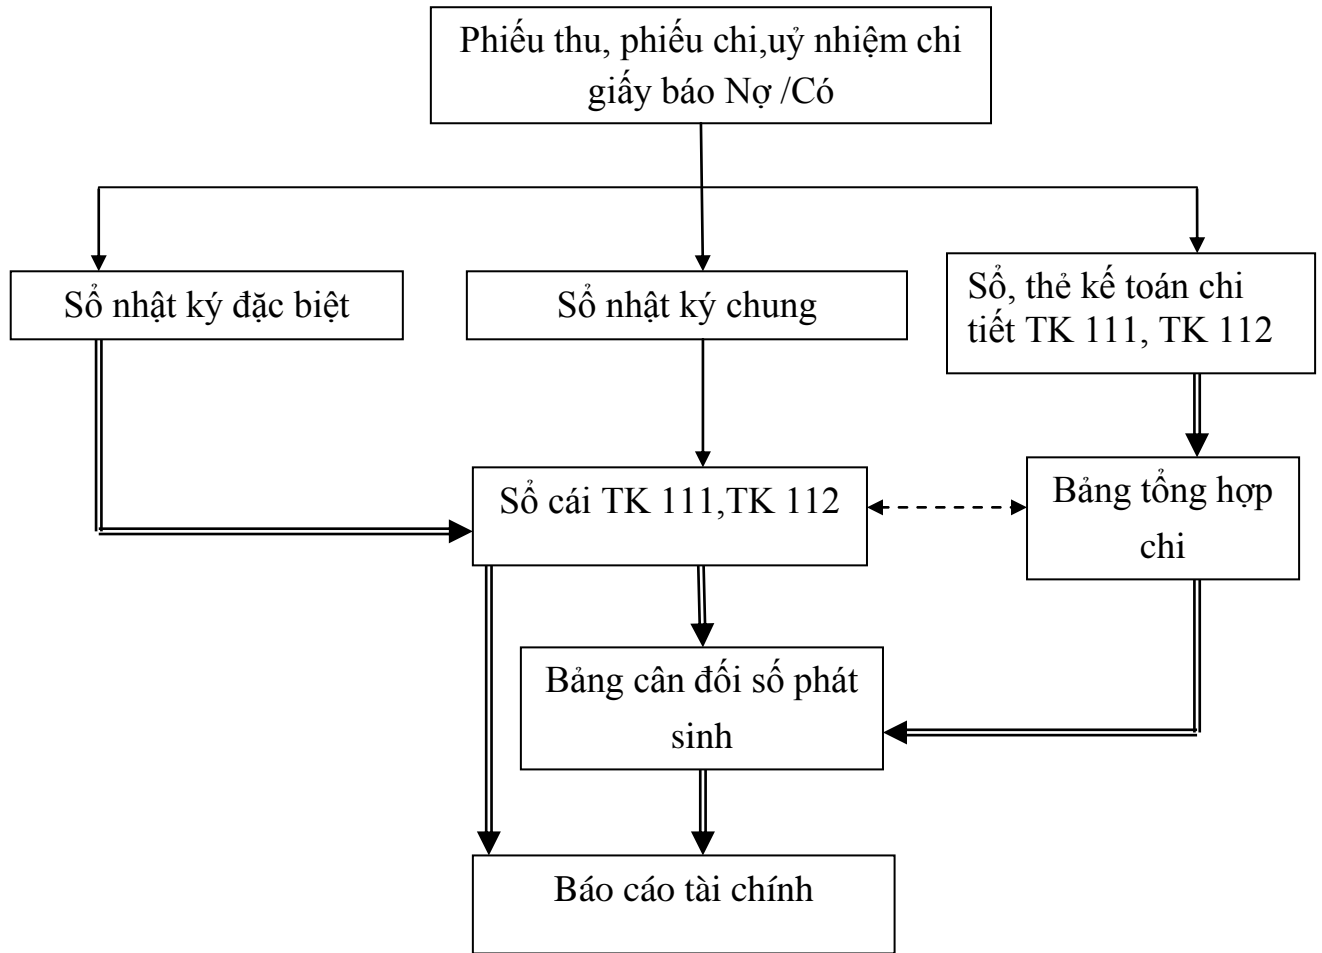 Phiếu thu, phiếu chi,uỷ nhiệm chi
giấy báo Nợ /Có
Sổ nhật ký đặc biệt
Sổ nhật ký chung
Sổ, thẻ kế toán chi
tiết TK 111, TK 112
Sổ cái TK 111,TK 112
Bảng tổng hợp
chi
Bảng cân đối số phát
sinh
Báo cáo tài chính